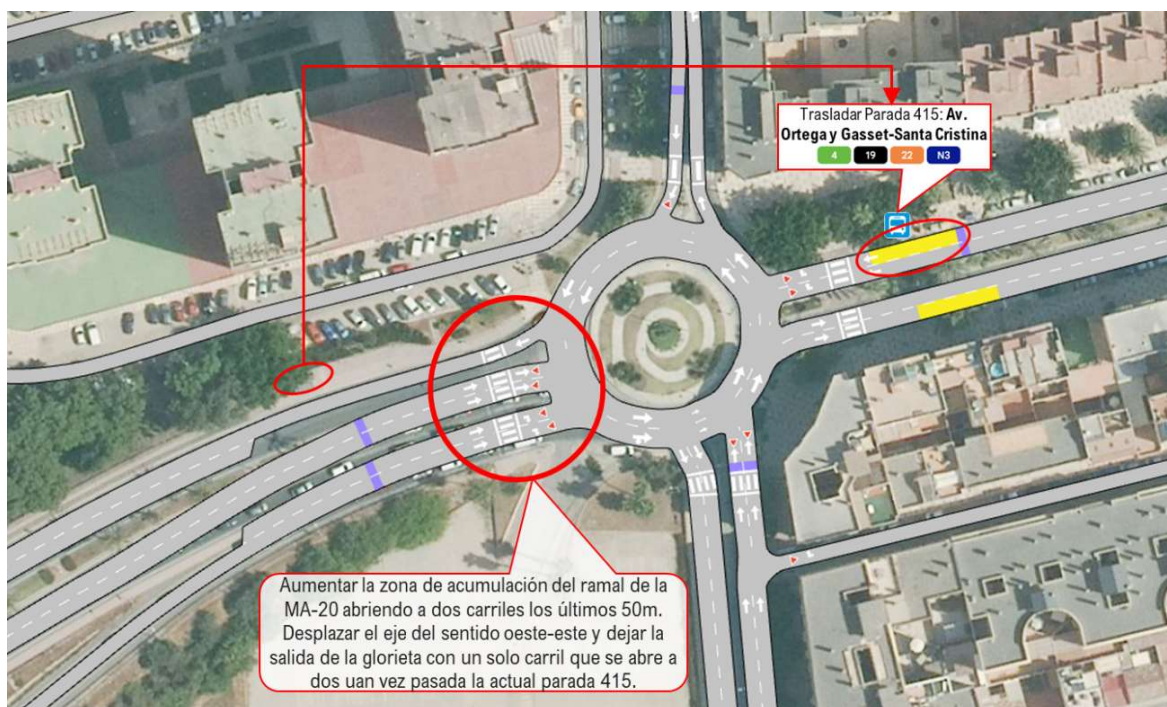 Trasladar Parada 415: Av.
Ortega y Gasset-Santa Cristina
4 19 22 N3
Aumentar la zona de acumulación del ramal de la
MA-20 abriendo a dos carriles los últimos 50m.
Desplazar el eje del sentido oeste-este y dejar la
salida de la glorieta con un solo carril que se abre a
dos uan vez pasada la actual parada 415.